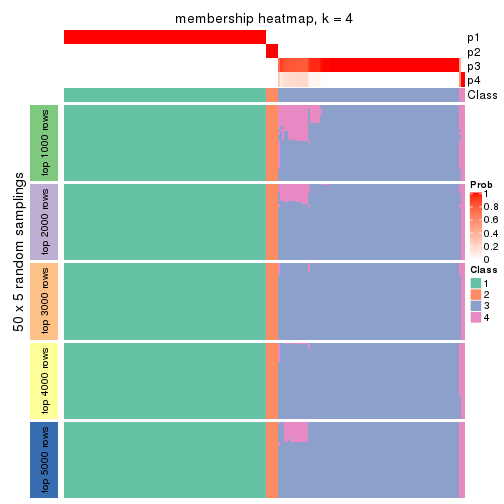 membership heatmap, k = 4
p1
p2
p3
p4
Class
50 x 5 random samplings
top 1000 rows
top 2000 rows
top 3000 rows
top 4000 rows
top 5000 rows
Prob
1
0.8
0.6
0.4
0.2
0
Class
1
2
3
4